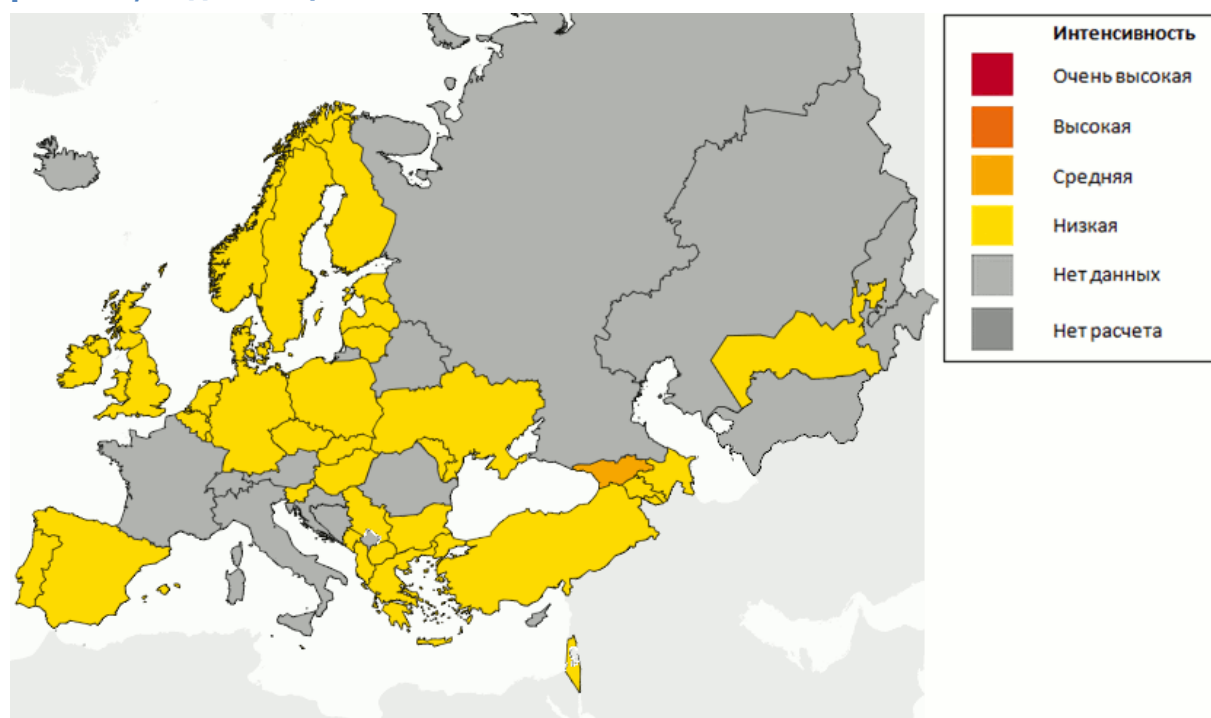 Интенсивность
Очень высокая
Высокая
Средняя
Низкая
Нет данных
Нет расчета